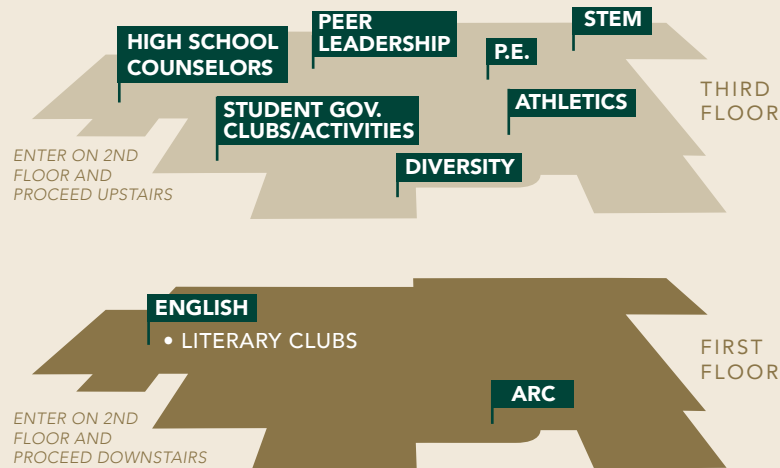 HIGH SCHOOL
COUNSELORS
PEER
LEADERSHIP
P.E.
STEM
STUDENT GOV.
CLUBS/ACTIVITIES
ATHLETICS
DIVERSITY
THIRD
FLOOR
ENTER ON 2ND
FLOOR AND
PROCEED UPSTAIRS
ENGLISH
• LITERARY CLUBS
ARC
FIRST
FLOOR
ENTER ON 2ND
FLOOR AND
PROCEED DOWNSTAIRS